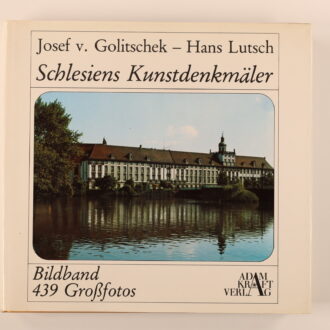 Josef v. Golitschek – Hans Lutsch
Schlesiens Kunstdenkmäler
Bildband
439 Großfotos
ADAM
KRAFT
VERLAG